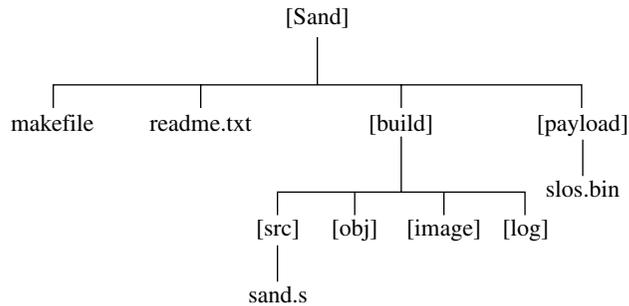 [Sand]
makefile readme.txt [build] [payload]
slos.bin
[src] [obj] [image] [log]
sand.s